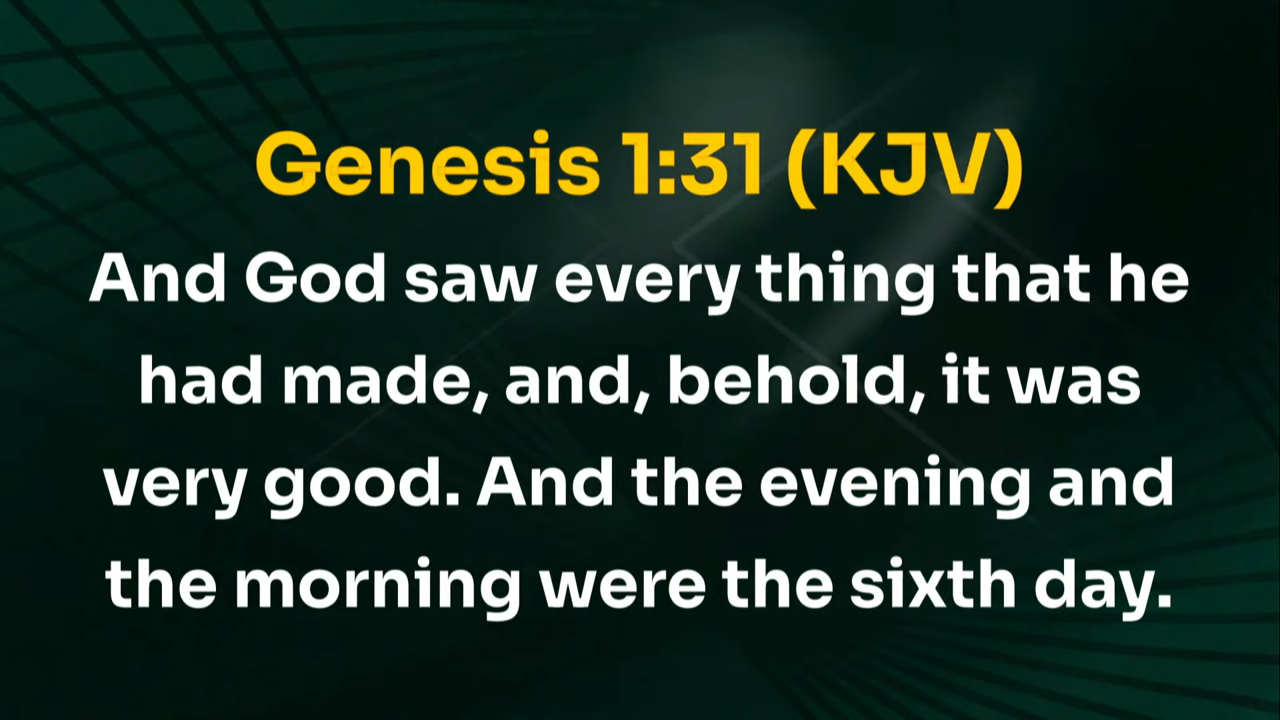 Genesis 1:31 (KJV)
And God saw every thing that he
had made, and, behold, it was
very good. And the evening and
the morning were the sixth day.